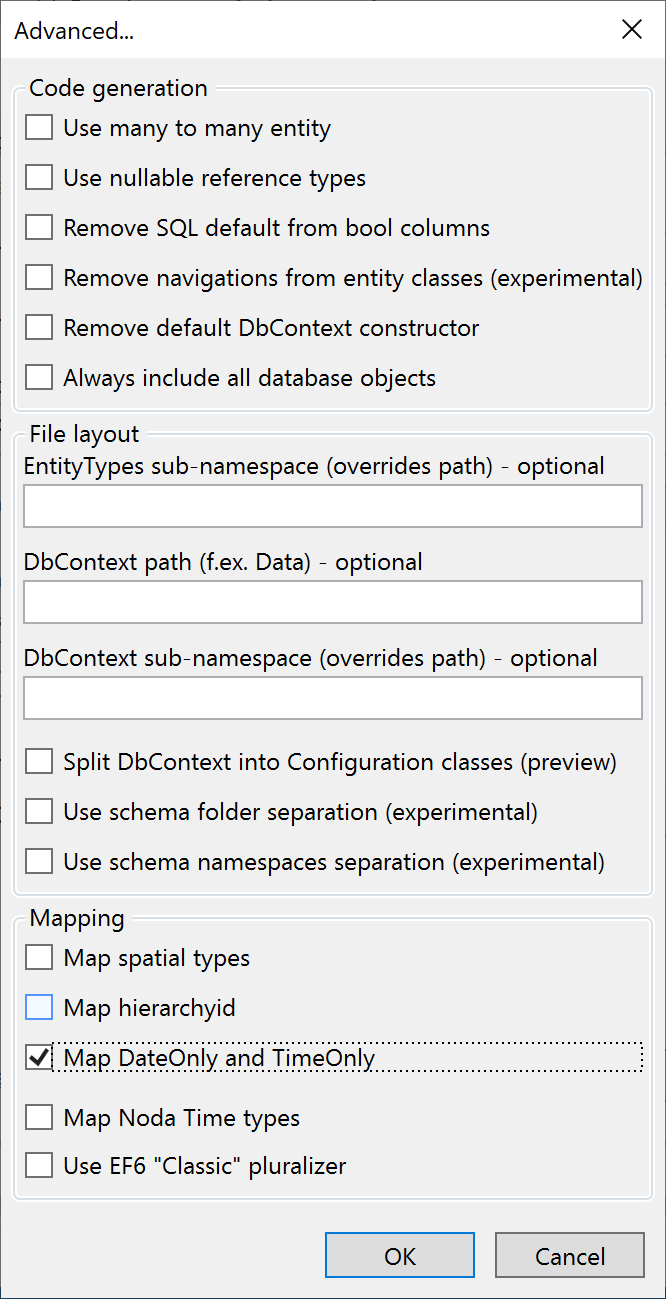 Advanced...
Code generation
Use many to many entity
Use nullable reference types
Remove SQL default from bool columns
Remove navigations from entity classes (experimental)
Remove default DbContext constructor
Always include all database objects
File layout
EntityTypes sub-namespace (overrides path) - optional
DbContext path (f.ex. Data) - optional
DbContext sub-namespace (overrides path) - optional
Split DbContext into Configuration classes (preview)
Use schema folder separation (experimental)
Use schema namespaces separation (experimental)
Mapping
Map spatial types
Map hierarchyid
Map DateOnly and TimeOnly
Map Noda Time types
Use EF6 "Classic" pluralizer
OK Cancel